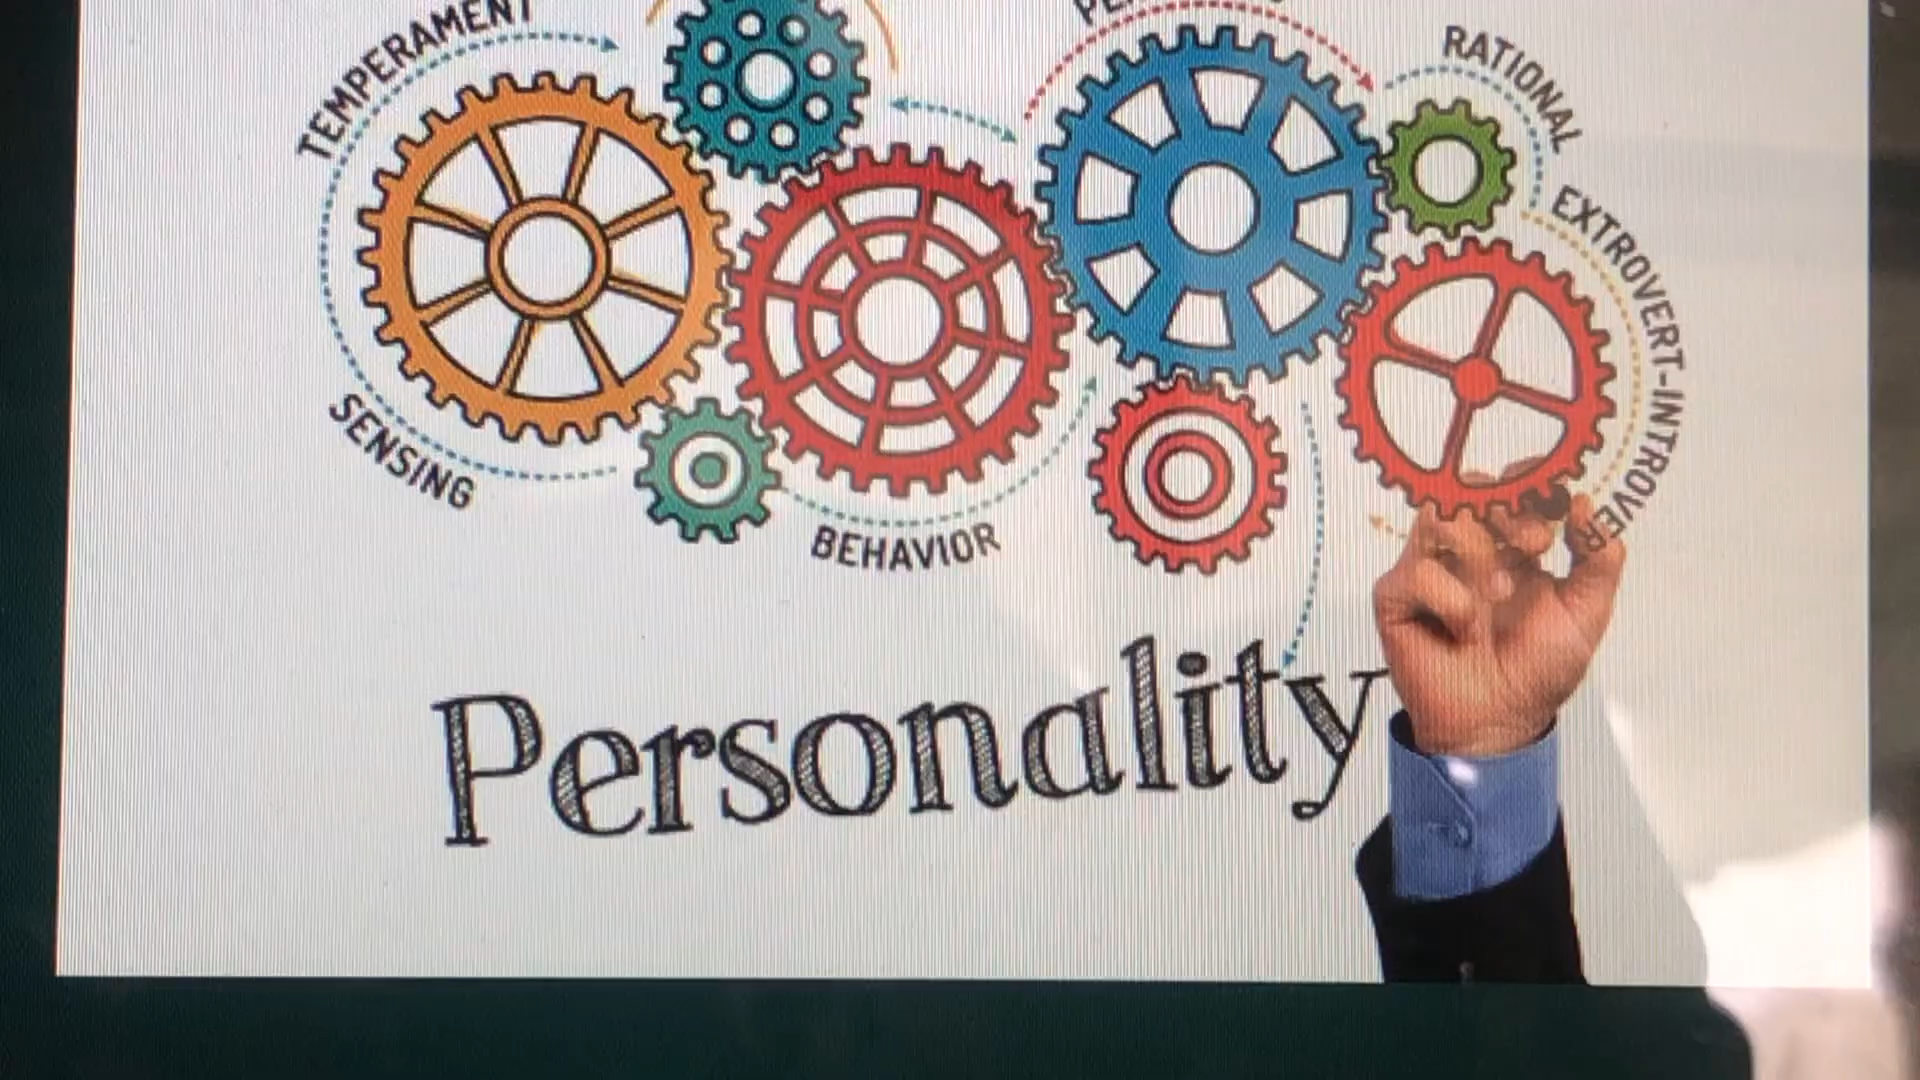 TEMPERAMENT
RATIONAL
EXTROVERT-INTROVER
SENSING
BEHAVIOR
Personality